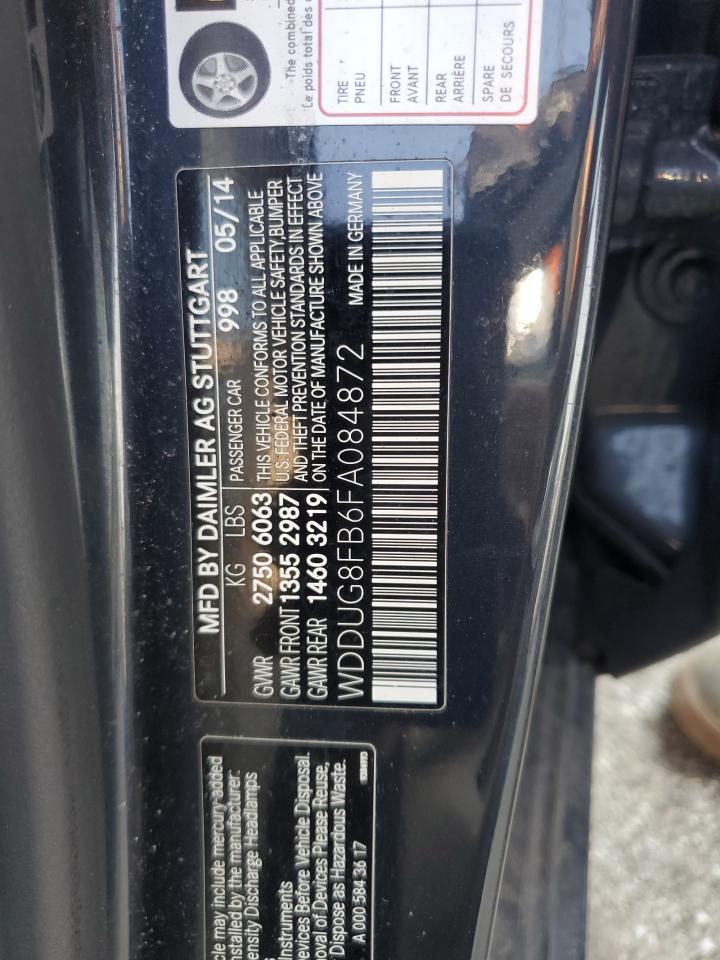 The combined
Le poids total des
TIRE
PNEU
FRONT
AVANT
REAR
ARRIÈRE
SPARE
DE SECOURS
MFD BY DAIMLER AG STUTTGART
KG LBS PASSENGER CAR 998 05/14
GVWR 2750 6063 THIS VEHICLE CONFORMS TO ALL APPLICABLE
GAWR FRONT 1355 2987 U.S. FEDERAL MOTOR VEHICLE SAFETY,BUMPER
AND THEFT PREVENTION STANDARDS IN EFFECT
GAWR REAR 1460 3219 ON THE DATE OF MANUFACTURE SHOWN ABOVE
WDDUG8FB6FA084872 MADE IN GERMANY
may include mercury-added
installed by the manufacturer:
Discharge Headlamps
Instruments
Devices Before Vehicle Disposal.
of Devices Please Reuse,
Dispose as Hazardous Waste.
A 000 584 36 17